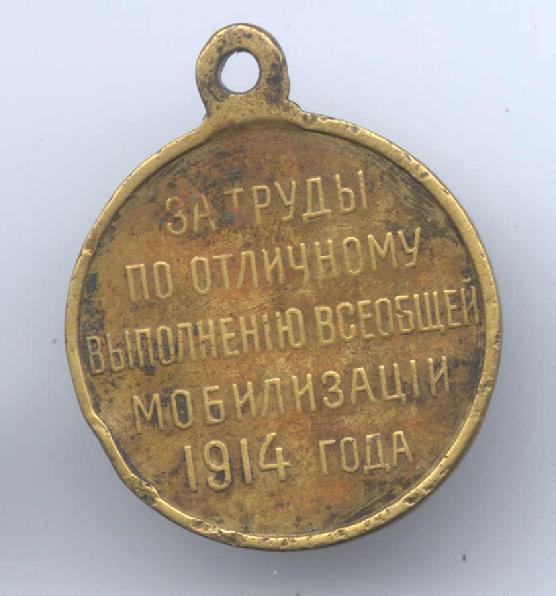 ЗА ТРУДЫ
ПО ОТЛИЧНОМУ
ВЫПОЛНЕНІЮ ВСЕОБЩЕЙ
МОБИЛИЗАЦІИ
1914 ГОДА